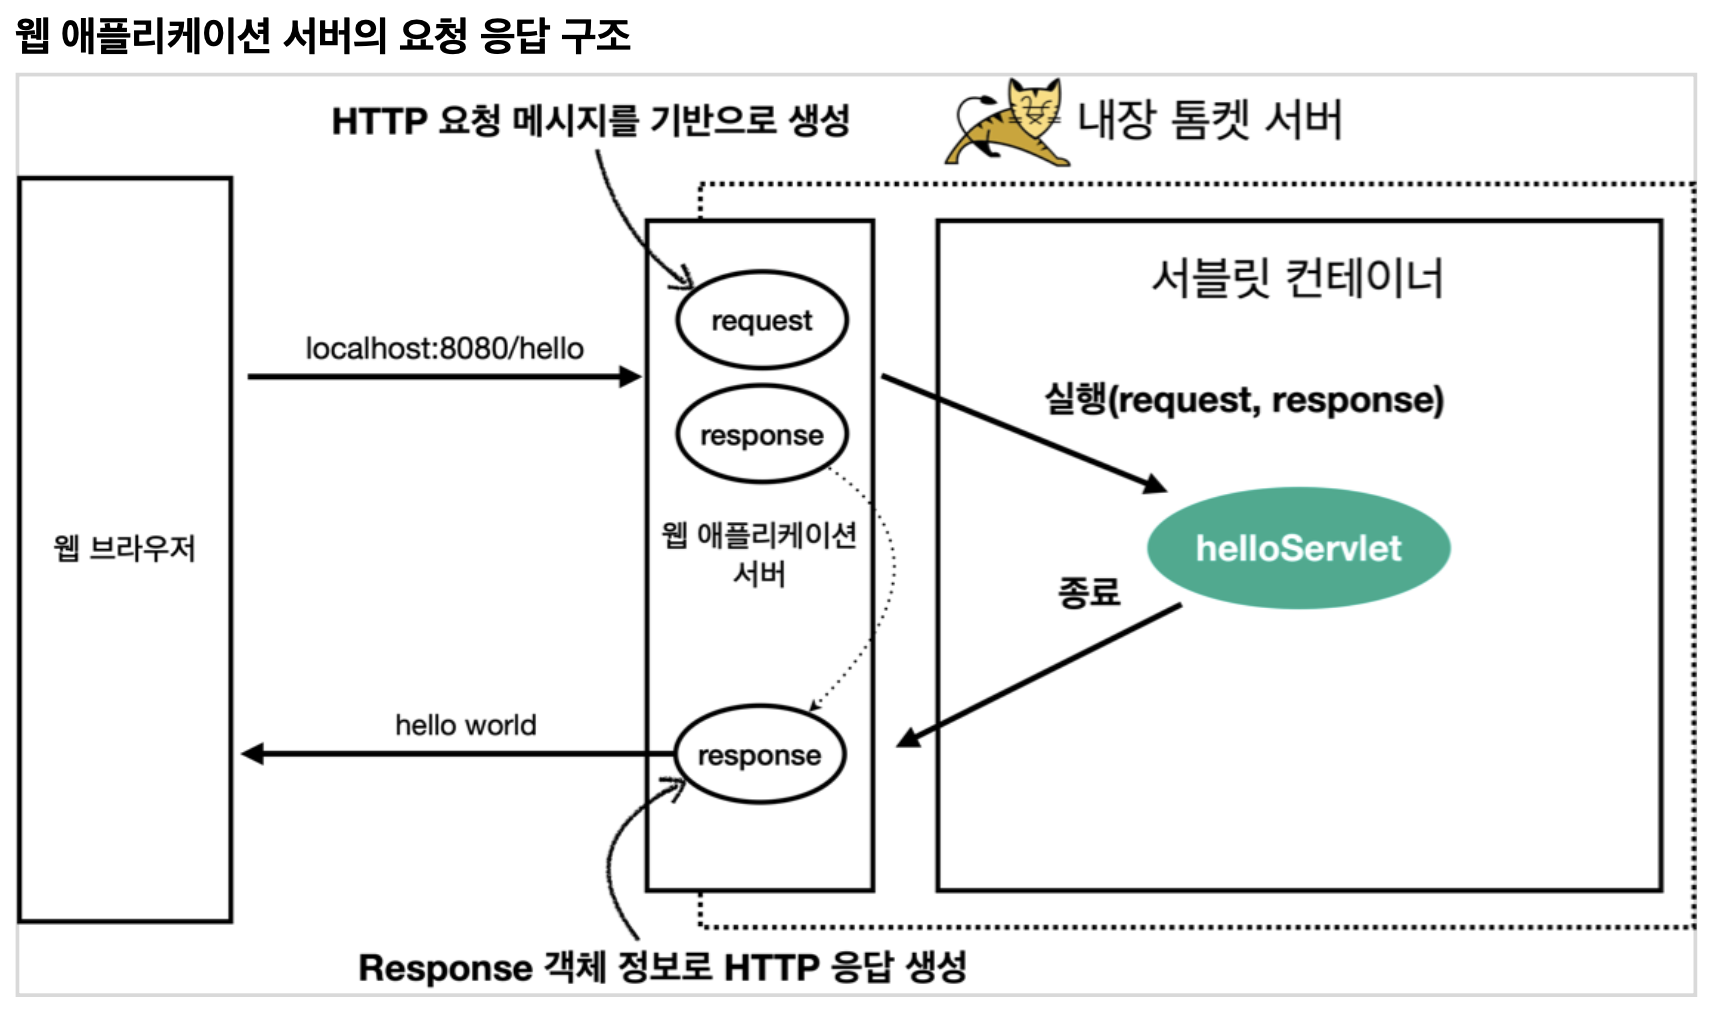 웹 애플리케이션 서버의 요청 응답 구조
HTTP 요청 메시지를 기반으로 생성
내장 톰켓 서버
서블릿 컨테이너
request
localhost:8080/hello
실행(request, response)
response
웹 브라우저
웹 애플리케이션
서버
helloServlet
종료
hello world
response
Response 객체 정보로 HTTP 응답 생성